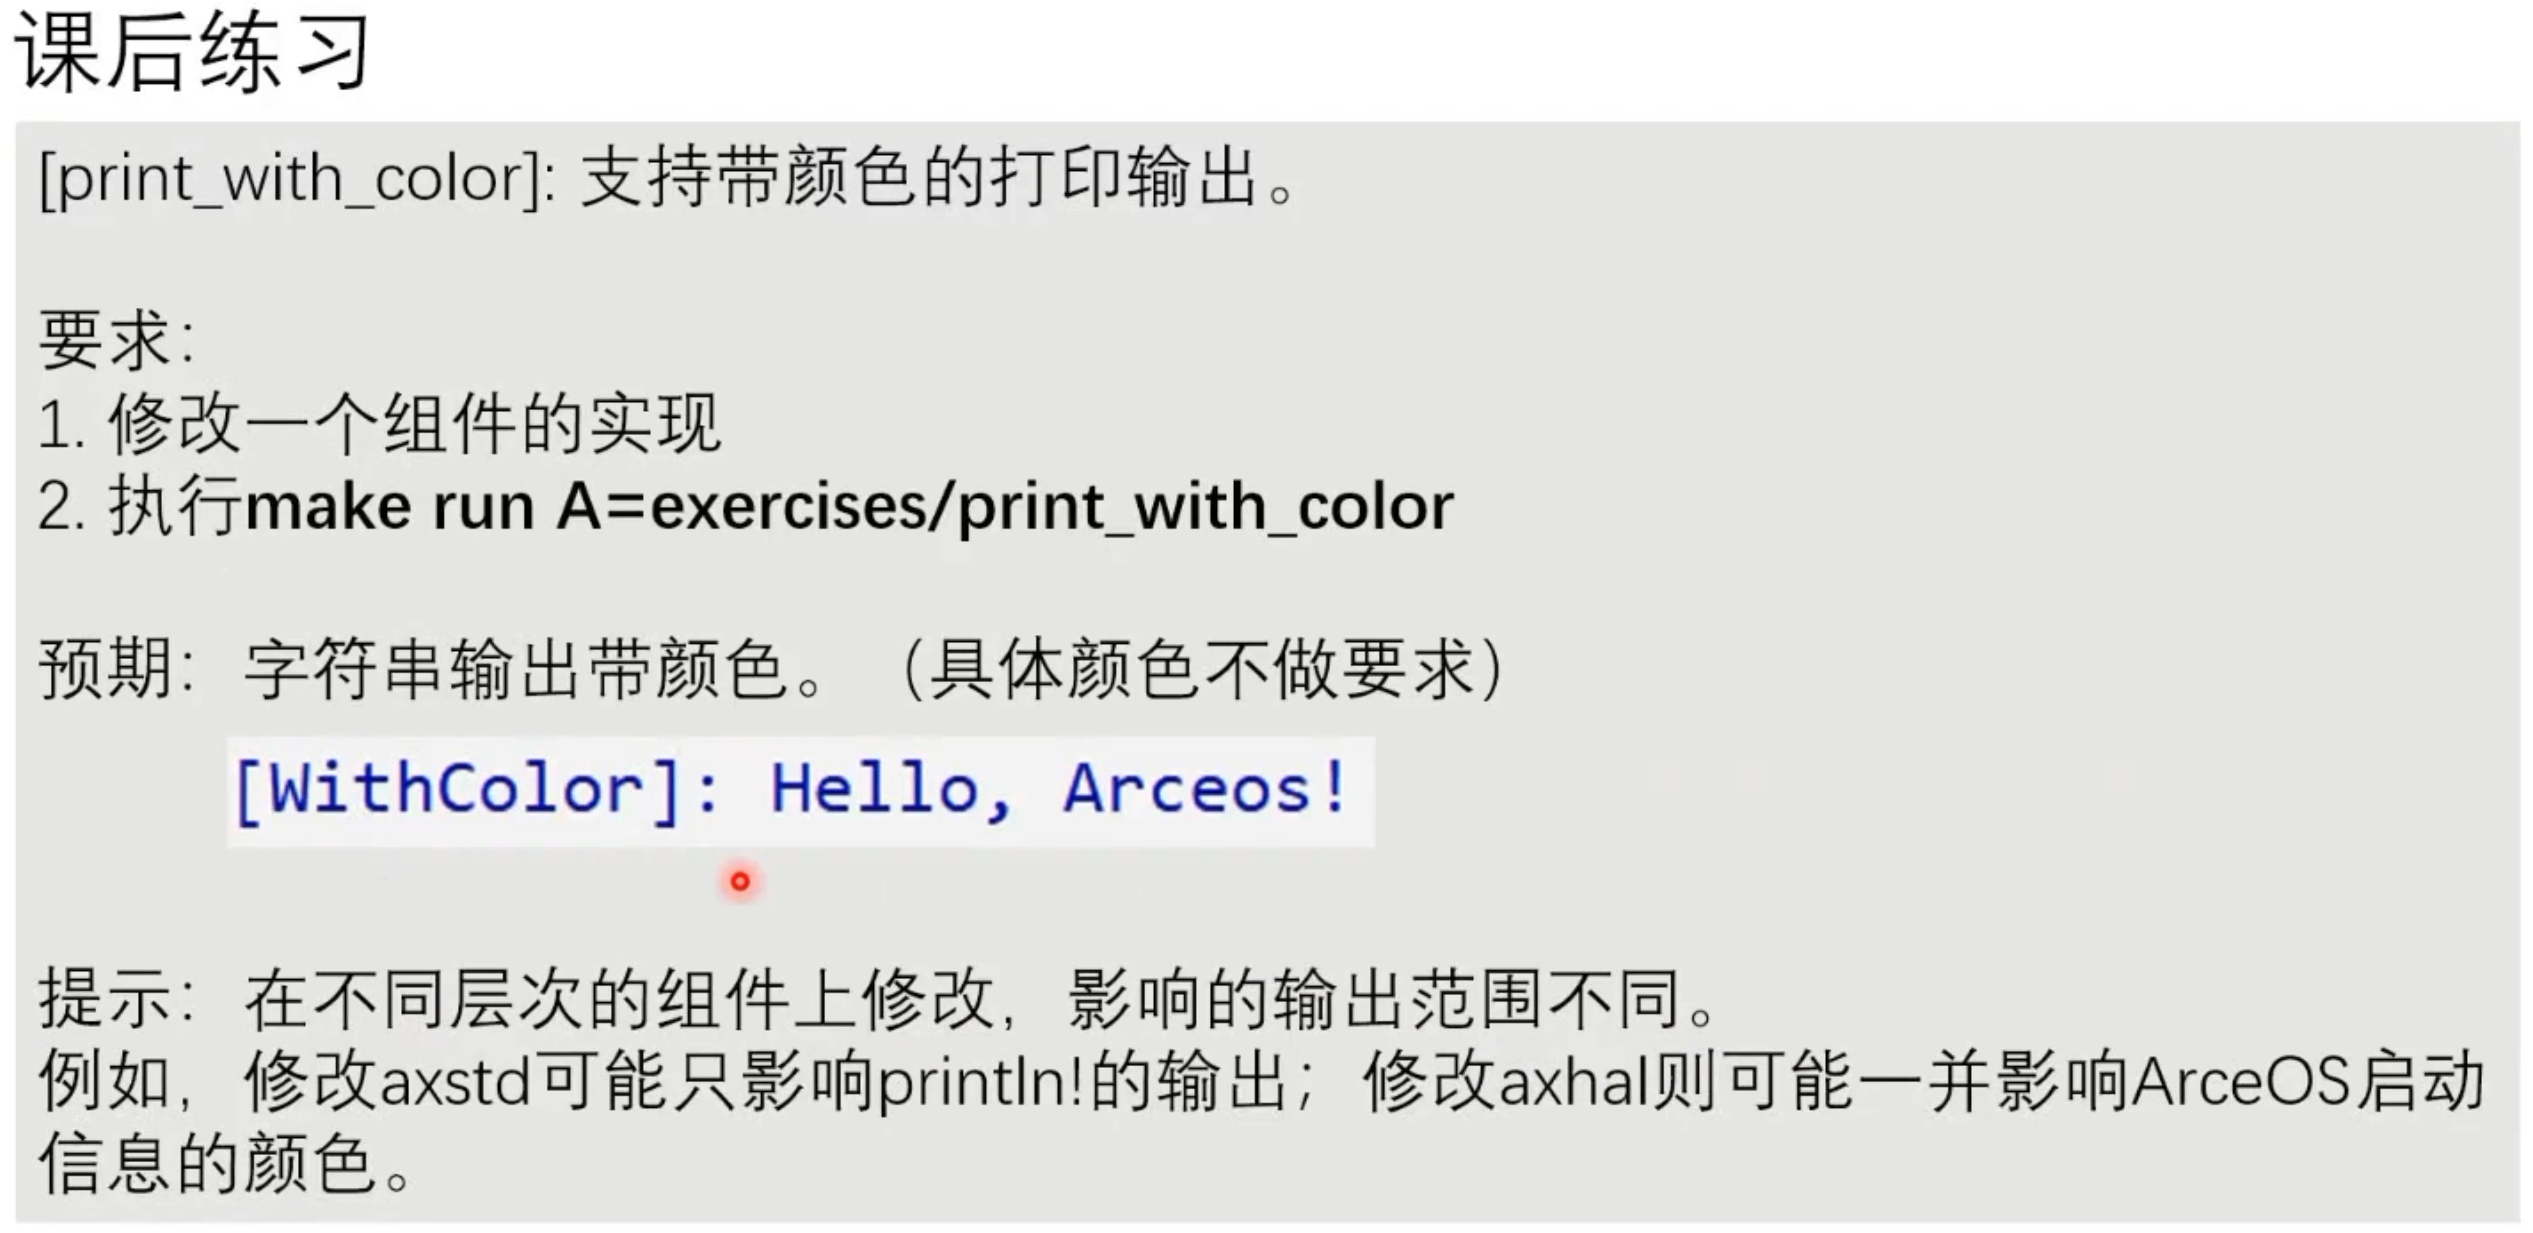 课后练习
[print_with_color]: 支持带颜色的打印输出。
要求：
1. 修改一个组件的实现
2. 执行make run A=exercises/print_with_color
预期： 字符串输出带颜色。（具体颜色不做要求）
[WithColor]: Hello, Arceos!
提示： 在不同层次的组件上修改，影响的输出范围不同。
例如，修改axstd可能只影响println!的输出；修改axhal则可能一并影响ArceOS启动
信息的颜色。